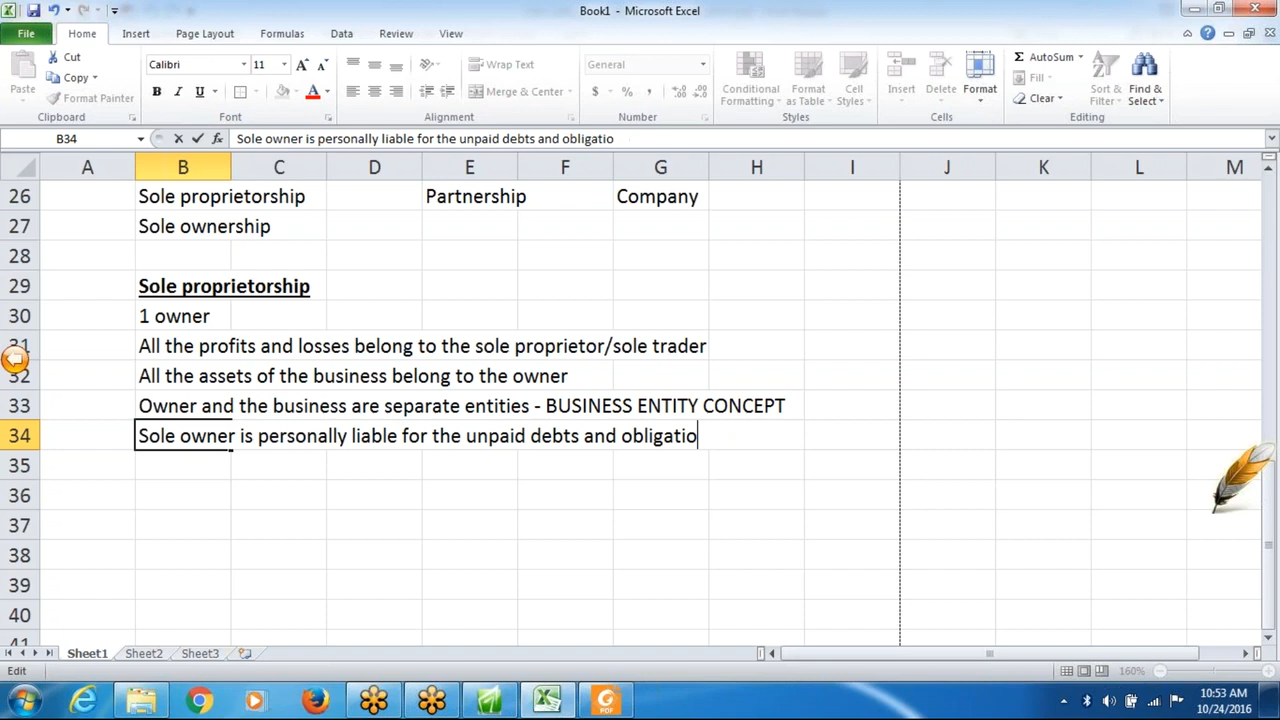 Book1 - Microsoft Excel
File Home Insert Page Layout Formulas Data Review View
Paste Cut Copy Format Painter Clipboard
Calibri 11 A A B I U A Font
Wrap Text Merge & Center Alignment
General $ % , Number
Conditional Formatting Format as Table Cell Styles Styles
Insert Delete Format Cells
Σ AutoSum Fill Clear Sort & Filter Find & Select Editing
B34 fx Sole owner is personally liable for the unpaid debts and obligatio
A B C D E F G H I J K L M
26 Sole proprietorship Partnership Company
27 Sole ownership
28
29 Sole proprietorship
30 1 owner
31 All the profits and losses belong to the sole proprietor/sole trader
32 All the assets of the business belong to the owner
33 Owner and the business are separate entities - BUSINESS ENTITY CONCEPT
34 Sole owner is personally liable for the unpaid debts and obligatio
35
36
37
38
39
40
41
Sheet1 Sheet2 Sheet3
Edit 160%
PDF 10:53 AM
10/24/2016